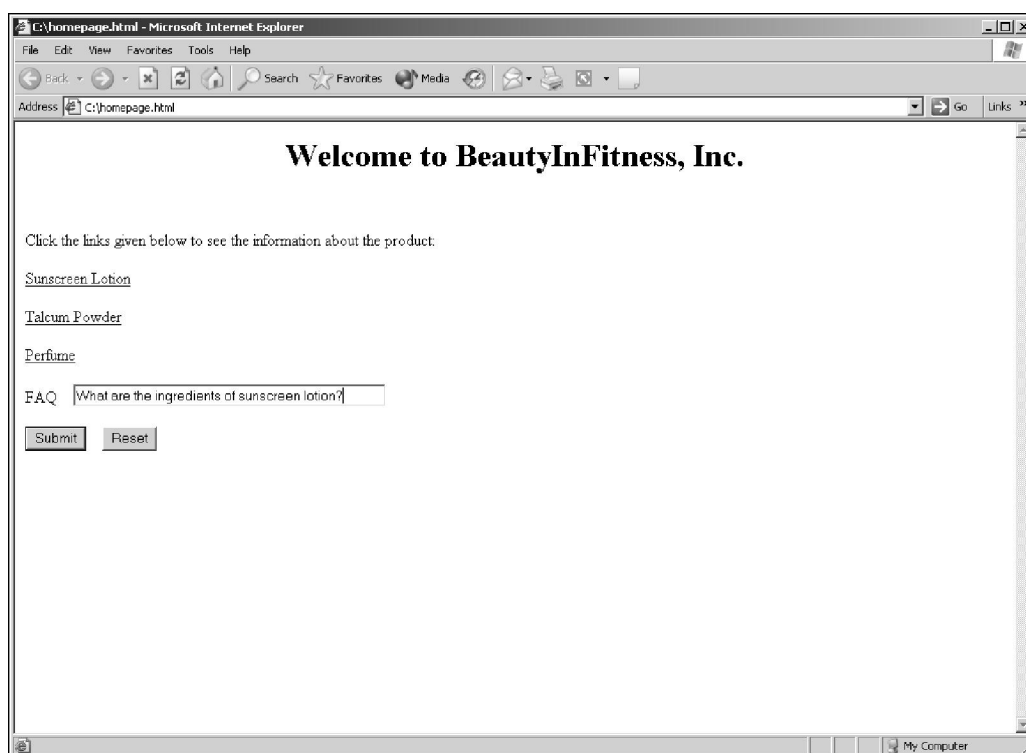 C:\homepage.html - Microsoft Internet Explorer
File Edit View Favorites Tools Help
Back Search Favorites Media
Address C:\homepage.html Go Links »
Welcome to BeautyInFitness, Inc.
Click the links given below to see the information about the product:
Sunscreen Lotion
Talcum Powder
Perfume
FAQ What are the ingredients of sunscreen lotion?
Submit Reset
My Computer